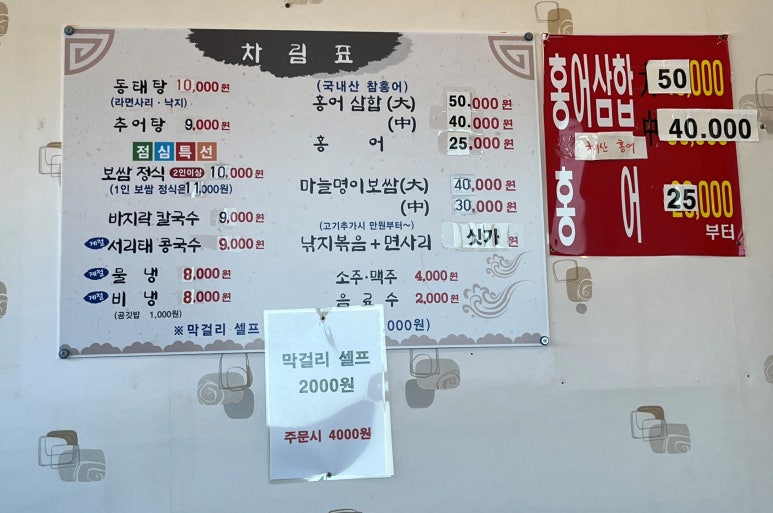 차림표
동태탕 10,000원
(라면사리·낙지)
추어탕 9,000원
점심특선
보쌈 정식 2인이상 10,000원
(1인 보쌈 정식은11,000원)
바지락 칼국수 9,000원
계절 서리태 콩국수 9,000원
계절 물냉 8,000원
계절 비냉 8,000원
(공깃밥 1,000원)
(국내산 참홍어)
홍어 삼합(大) 50.000원
(中) 40.000원
홍어 25,000원
마늘명이보쌈(大) 40,000원
(中) 30,000원
(고기추가시 만원부터~)
낙지볶음+면사리 싯가 원
소주·맥주 4,000원
음료수 2,000원
※막걸리 셀프
000원)
막걸리 셀프
2000원
주문시 4000원
홍어삼합
50,000
中 40.000
홍어
홍어 25,000
부터